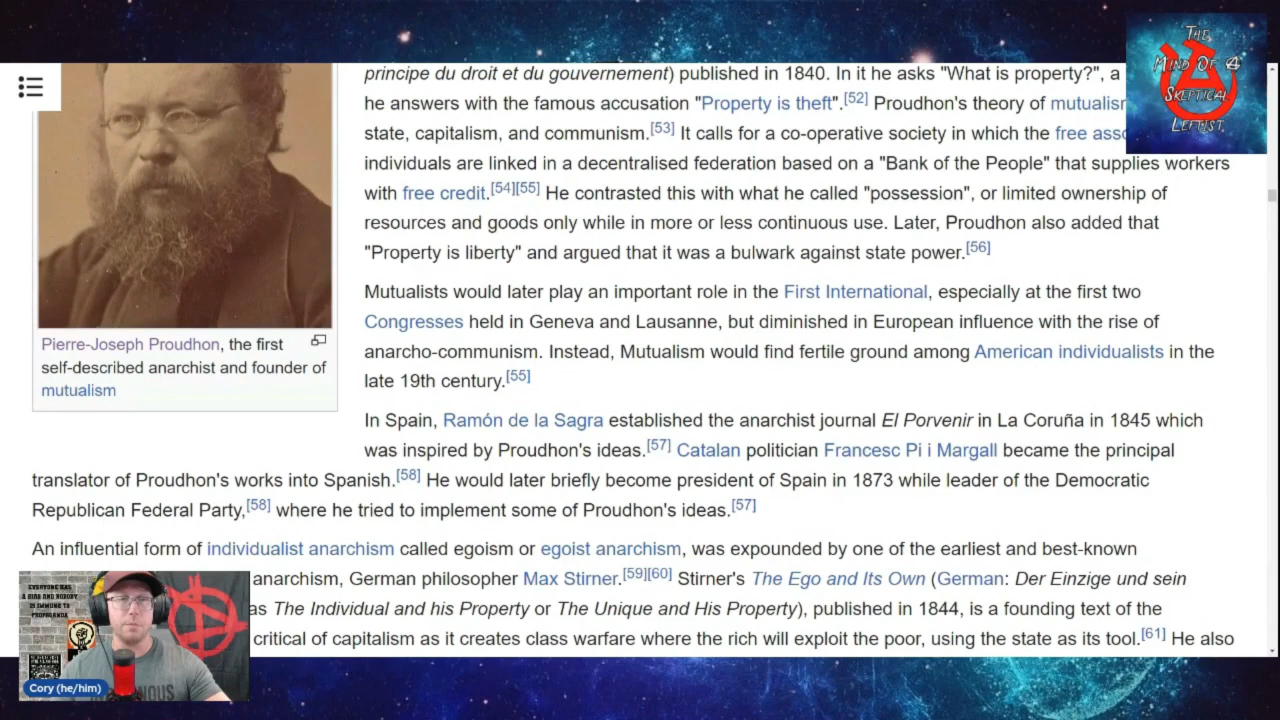 THE
MIND OF A
SKEPTICAL
LEFTIST
principe du droit et du gouvernement) published in 1840. In it he asks "What is property?", a
he answers with the famous accusation "Property is theft".[52] Proudhon's theory of mutualism
state, capitalism, and communism.[53] It calls for a co-operative society in which the free
individuals are linked in a decentralised federation based on a "Bank of the People" that supplies workers
with free credit.[54][55] He contrasted this with what he called "possession", or limited ownership of
resources and goods only while in more or less continuous use. Later, Proudhon also added that
"Property is liberty" and argued that it was a bulwark against state power.[56]
Pierre-Joseph Proudhon, the first
self-described anarchist and founder of
mutualism
Mutualists would later play an important role in the First International, especially at the first two
Congresses held in Geneva and Lausanne, but diminished in European influence with the rise of
anarcho-communism. Instead, Mutualism would find fertile ground among American individualists in the
late 19th century.[55]
In Spain, Ramón de la Sagra established the anarchist journal El Porvenir in La Coruña in 1845 which
was inspired by Proudhon's ideas.[57] Catalan politician Francesc Pi i Margall became the principal
translator of Proudhon's works into Spanish.[58] He would later briefly become president of Spain in 1873 while leader of the Democratic
Republican Federal Party,[58] where he tried to implement some of Proudhon's ideas.[57]
An influential form of individualist anarchism called egoism or egoist anarchism, was expounded by one of the earliest and best-known
anarchism, German philosopher Max Stirner.[59][60] Stirner's The Ego and Its Own (German: Der Einzige und sein
as The Individual and his Property or The Unique and His Property), published in 1844, is a founding text of the
critical of capitalism as it creates class warfare where the rich will exploit the poor, using the state as its tool.[61] He also
EVERYONE HAS
A BIAS AND NOBODY
IS IMMUNE TO
PROPAGANDA
Cory (he/him)